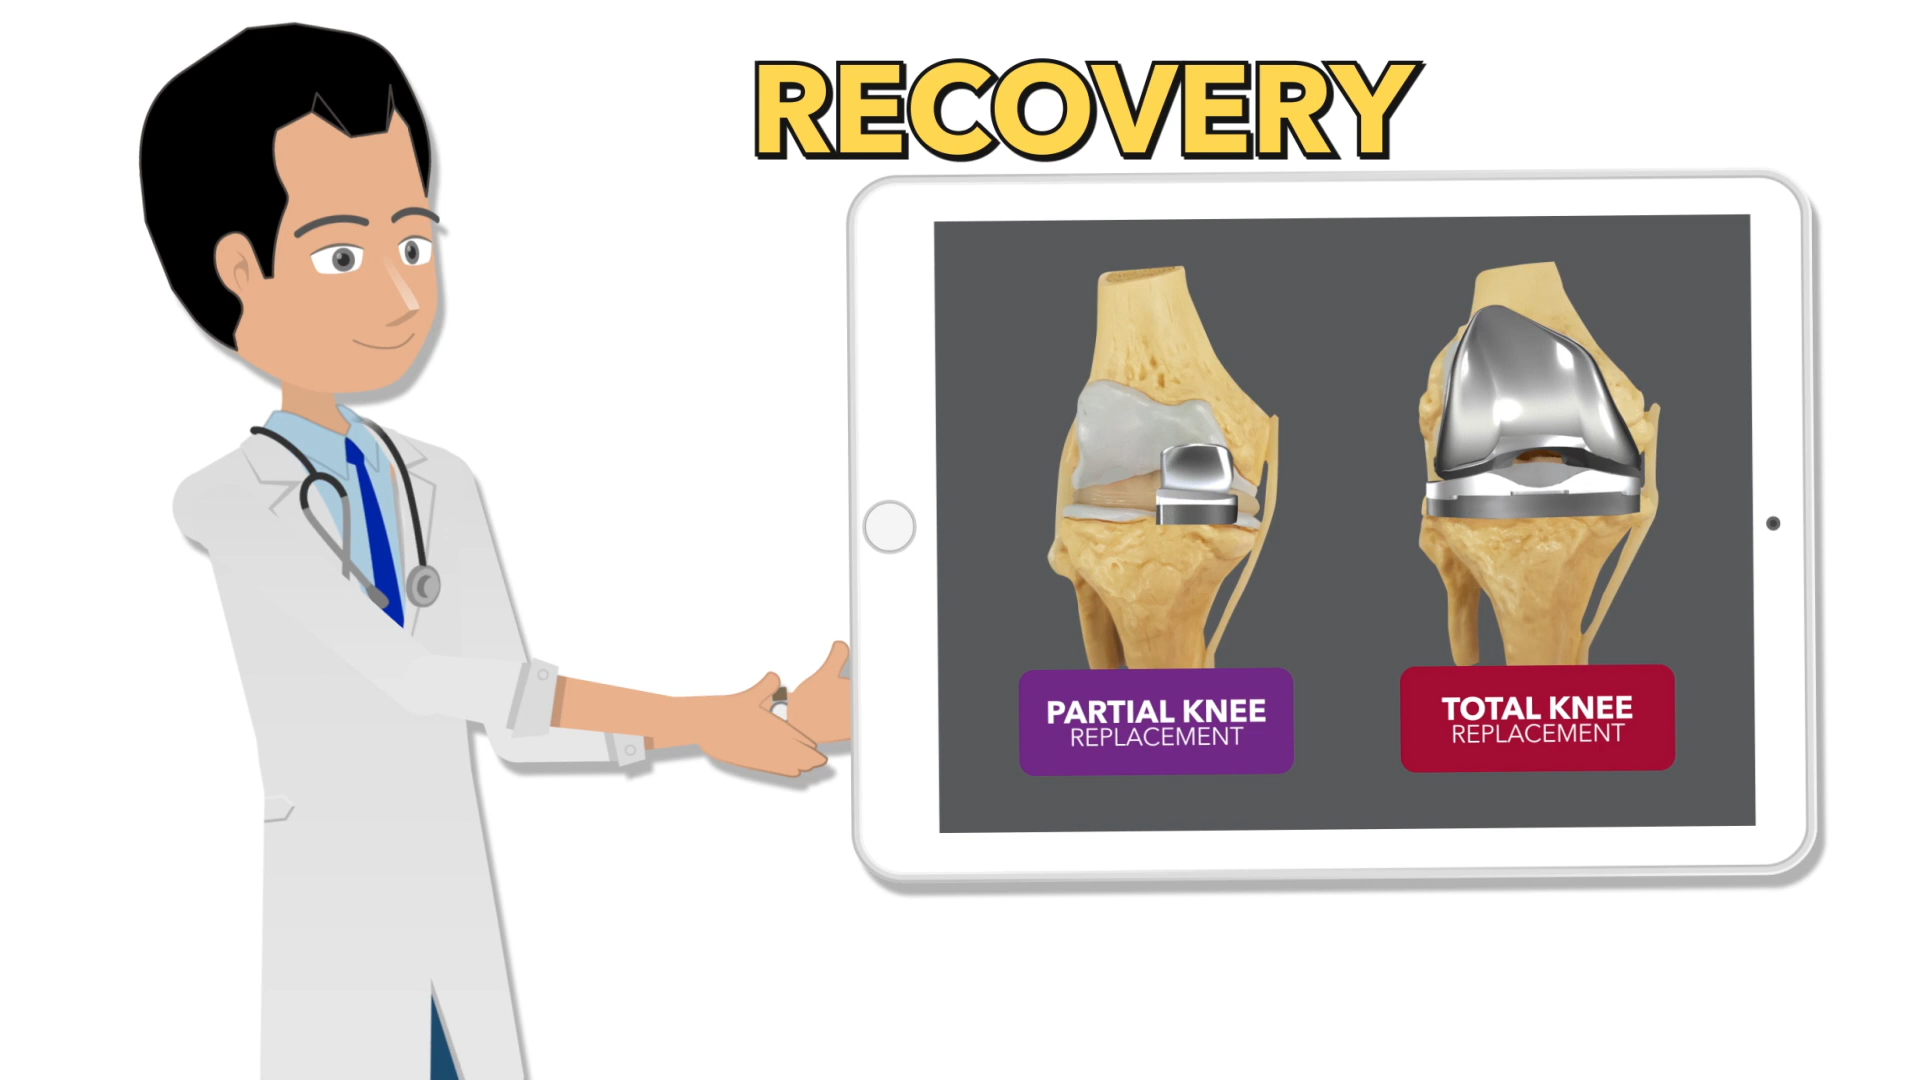 RECOVERY
PARTIAL KNEE
REPLACEMENT
TOTAL KNEE
REPLACEMENT